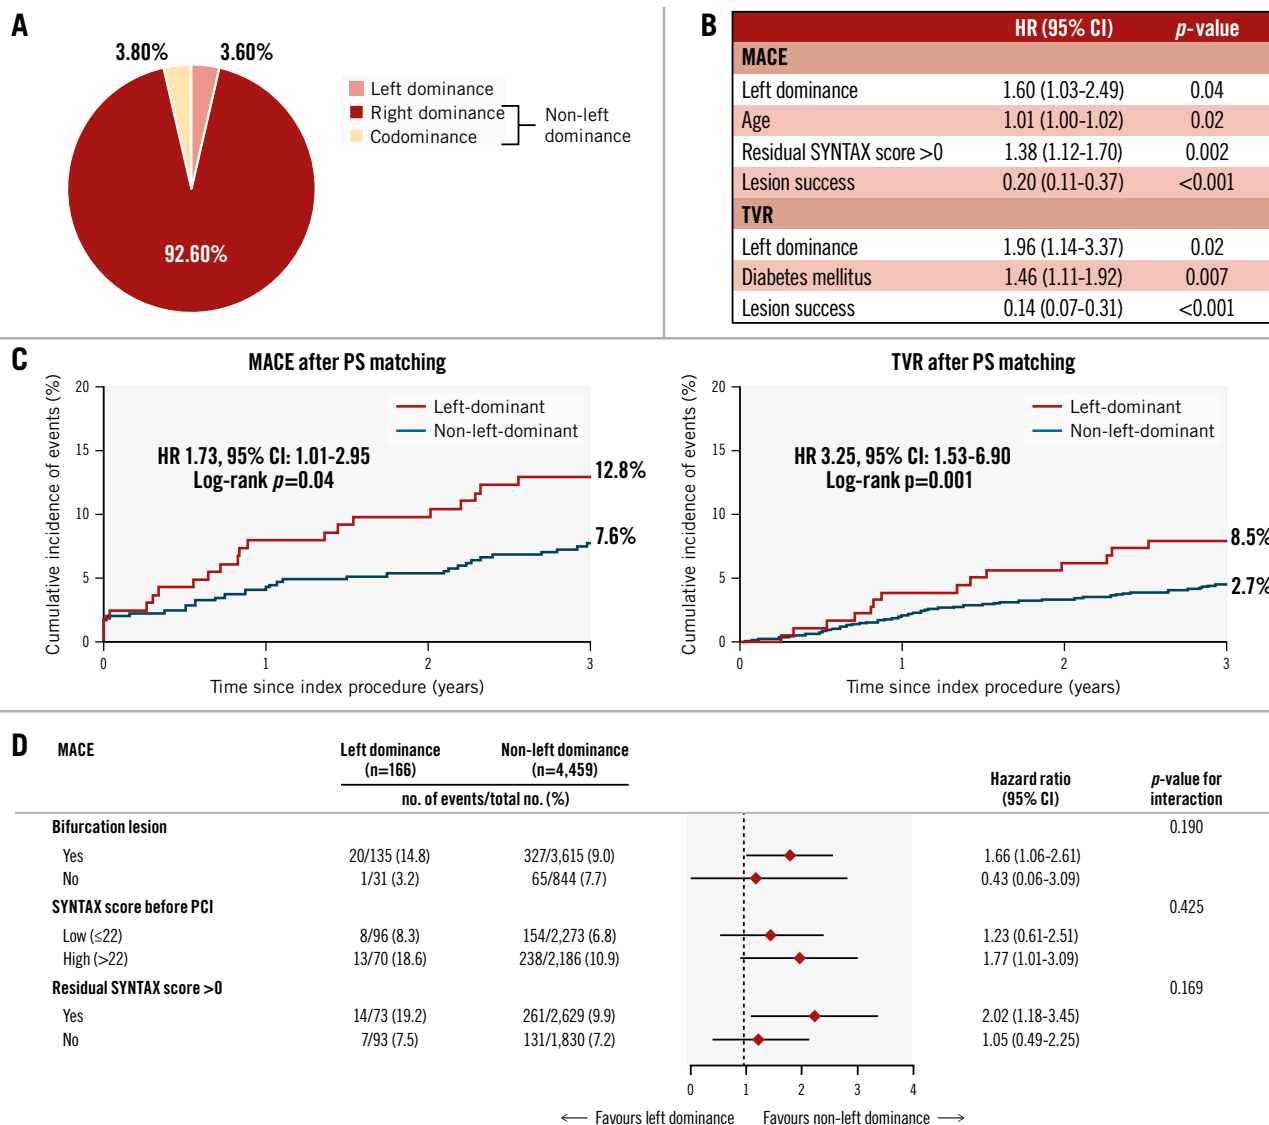 A
3.80%
3.60%
92.60%
Left dominance
Right dominance
Codominance
Non-left
dominance
B
HR (95% CI) p-value
MACE
Left dominance 1.60 (1.03-2.49) 0.04
Age 1.01 (1.00-1.02) 0.02
Residual SYNTAX score >0 1.38 (1.12-1.70) 0.002
Lesion success 0.20 (0.11-0.37) <0.001
TVR
Left dominance 1.96 (1.14-3.37) 0.02
Diabetes mellitus 1.46 (1.11-1.92) 0.007
Lesion success 0.14 (0.07-0.31) <0.001
C
MACE after PS matching
Cumulative incidence of events (%)
20
15
10
5
0
Left-dominant
Non-left-dominant
HR 1.73, 95% CI: 1.01-2.95
Log-rank p=0.04
12.8%
7.6%
0 1 2 3
Time since index procedure (years)
TVR after PS matching
Cumulative incidence of events (%)
20
15
10
5
0
Left-dominant
Non-left-dominant
HR 3.25, 95% CI: 1.53-6.90
Log-rank p=0.001
8.5%
2.7%
0 1 2 3
Time since index procedure (years)
D
MACE
Left dominance
(n=166)
Non-left dominance
(n=4,459)
no. of events/total no. (%)
Hazard ratio
(95% CI)
p-value for
interaction
Bifurcation lesion 0.190
Yes 20/135 (14.8) 327/3,615 (9.0) 1.66 (1.06-2.61)
No 1/31 (3.2) 65/844 (7.7) 0.43 (0.06-3.09)
SYNTAX score before PCI 0.425
Low (≤22) 8/96 (8.3) 154/2,273 (6.8) 1.23 (0.61-2.51)
High (>22) 13/70 (18.6) 238/2,186 (10.9) 1.77 (1.01-3.09)
Residual SYNTAX score >0 0.169
Yes 14/73 (19.2) 261/2,629 (9.9) 2.02 (1.18-3.45)
No 7/93 (7.5) 131/1,830 (7.2) 1.05 (0.49-2.25)
0 1 2 3 4
← Favours left dominance Favours non-left dominance →